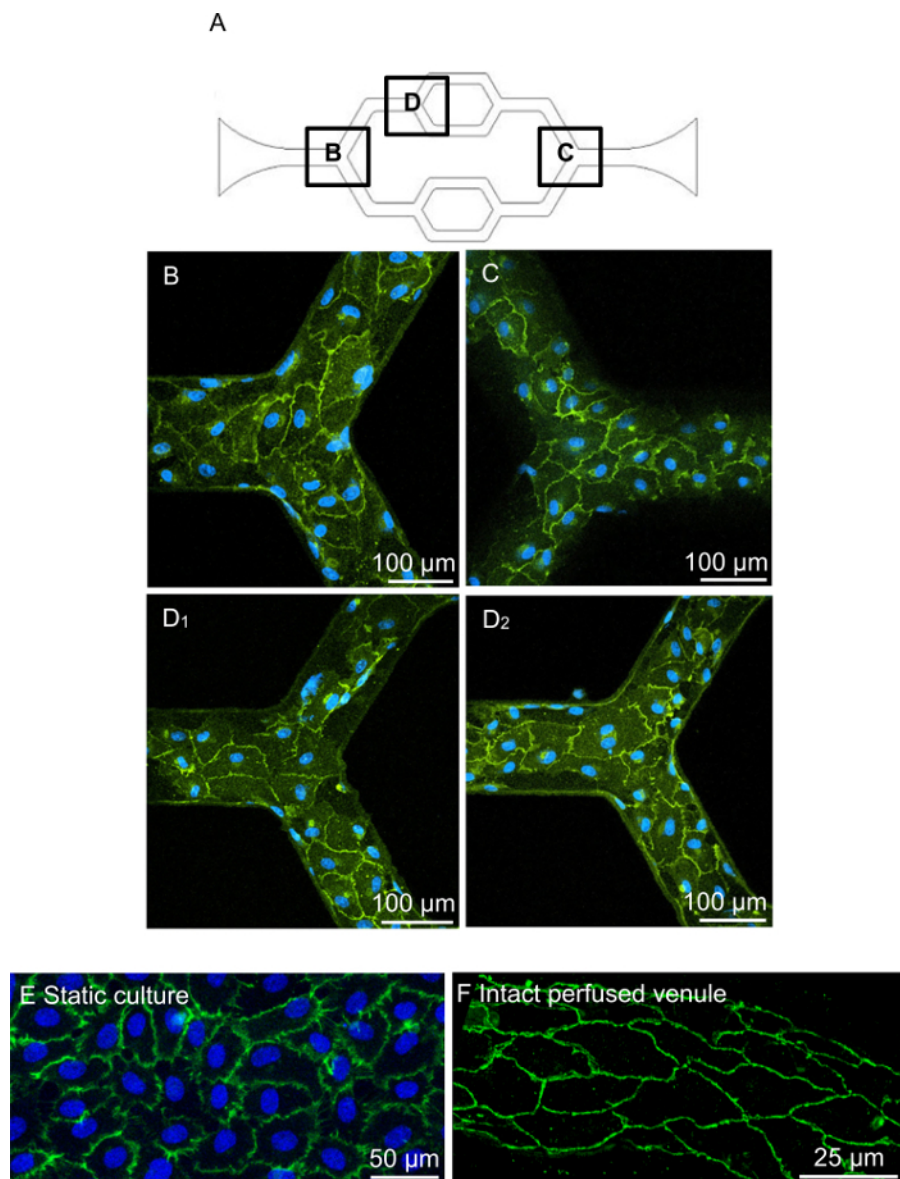 A
D
B
C
B
C
100 µm
100 µm
D1
D2
100 µm
100 µm
E Static culture
F Intact perfused venule
50 µm
25 µm